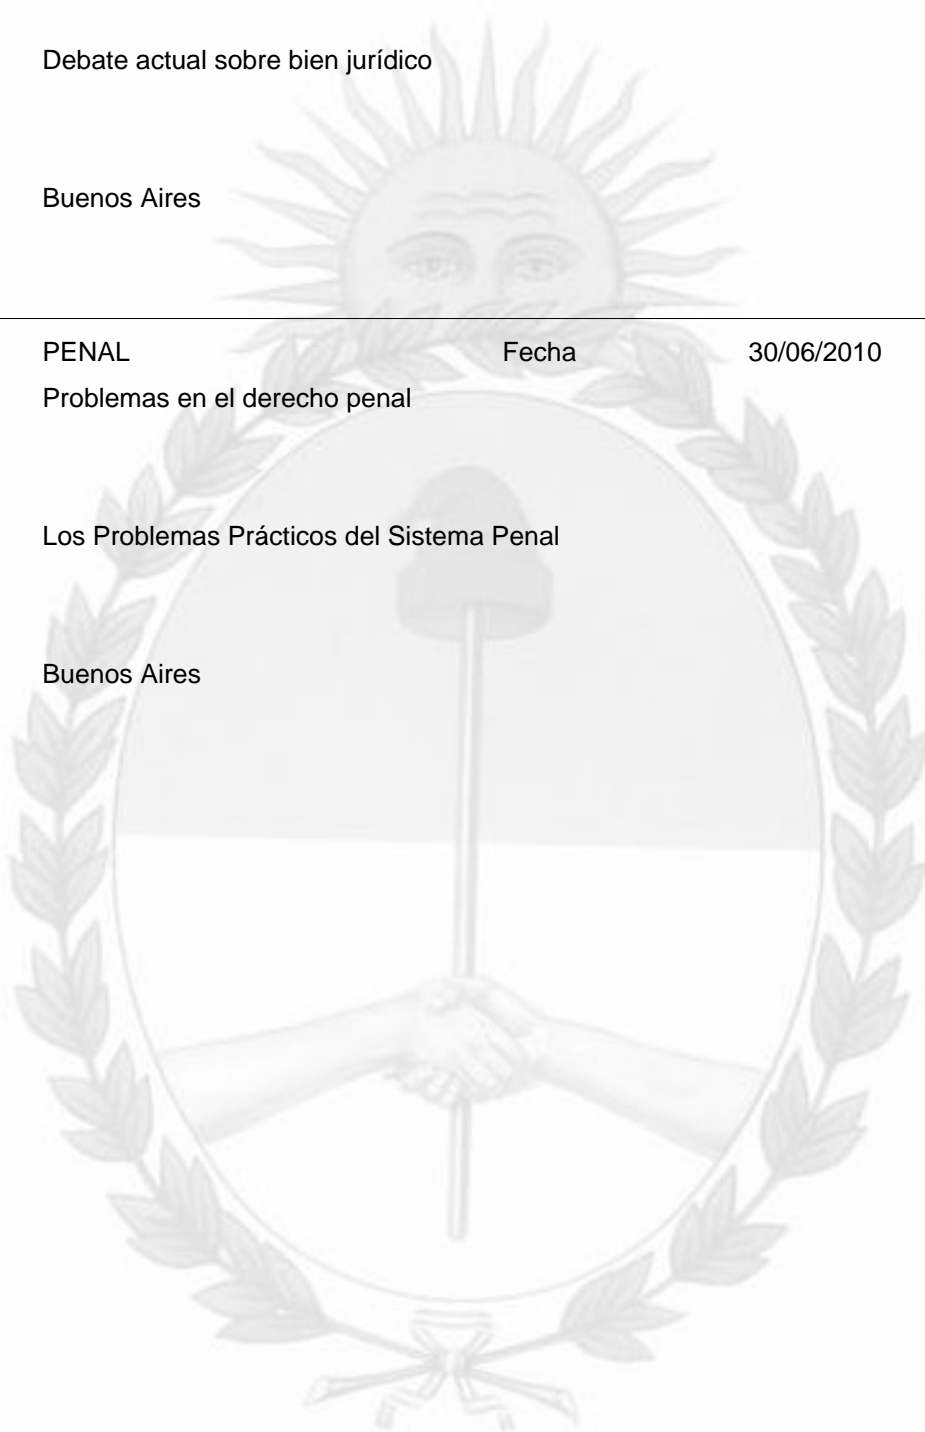 Debate actual sobre bien jurídico
Buenos Aires
PENAL Fecha 30/06/2010
Problemas en el derecho penal
Los Problemas Prácticos del Sistema Penal
Buenos Aires